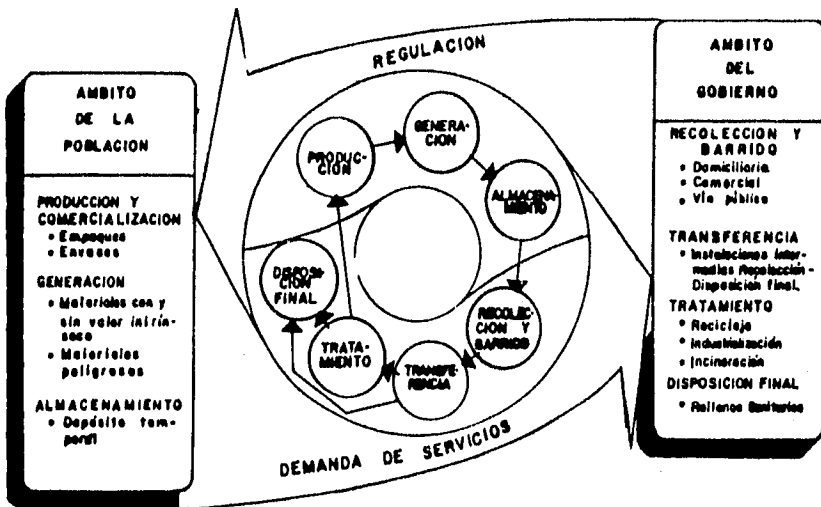 REGULACION
AMBITO
DE LA
POBLACION
PRODUCCION Y
COMERCIALIZACION
• Empaques
• Envases
GENERACION
• Materiales con y
sin valor intrín-
seco
• Materiales
peligrosos
ALMACENAMIENTO
• Depósito tem-
poral
PRODUC-
CION
GENERA-
CION
ALMACENA-
MIENTO
RECOLEC-
CION Y
BARRIDO
TRANSFE-
RENCIA
TRATA-
MIENTO
DISPOSI-
CION
FINAL
DEMANDA DE SERVICIOS
AMBITO
DEL
GOBIERNO
RECOLECCION Y
BARRIDO
• Domiciliaria
• Comercial
• Vía pública
TRANSFERENCIA
• Instalaciones inter-
medias Recolección-
Disposición final.
TRATAMIENTO
• Reciclaje
• Industrialización
• Incineración
DISPOSICION FINAL
• Rellenos Sanitarios